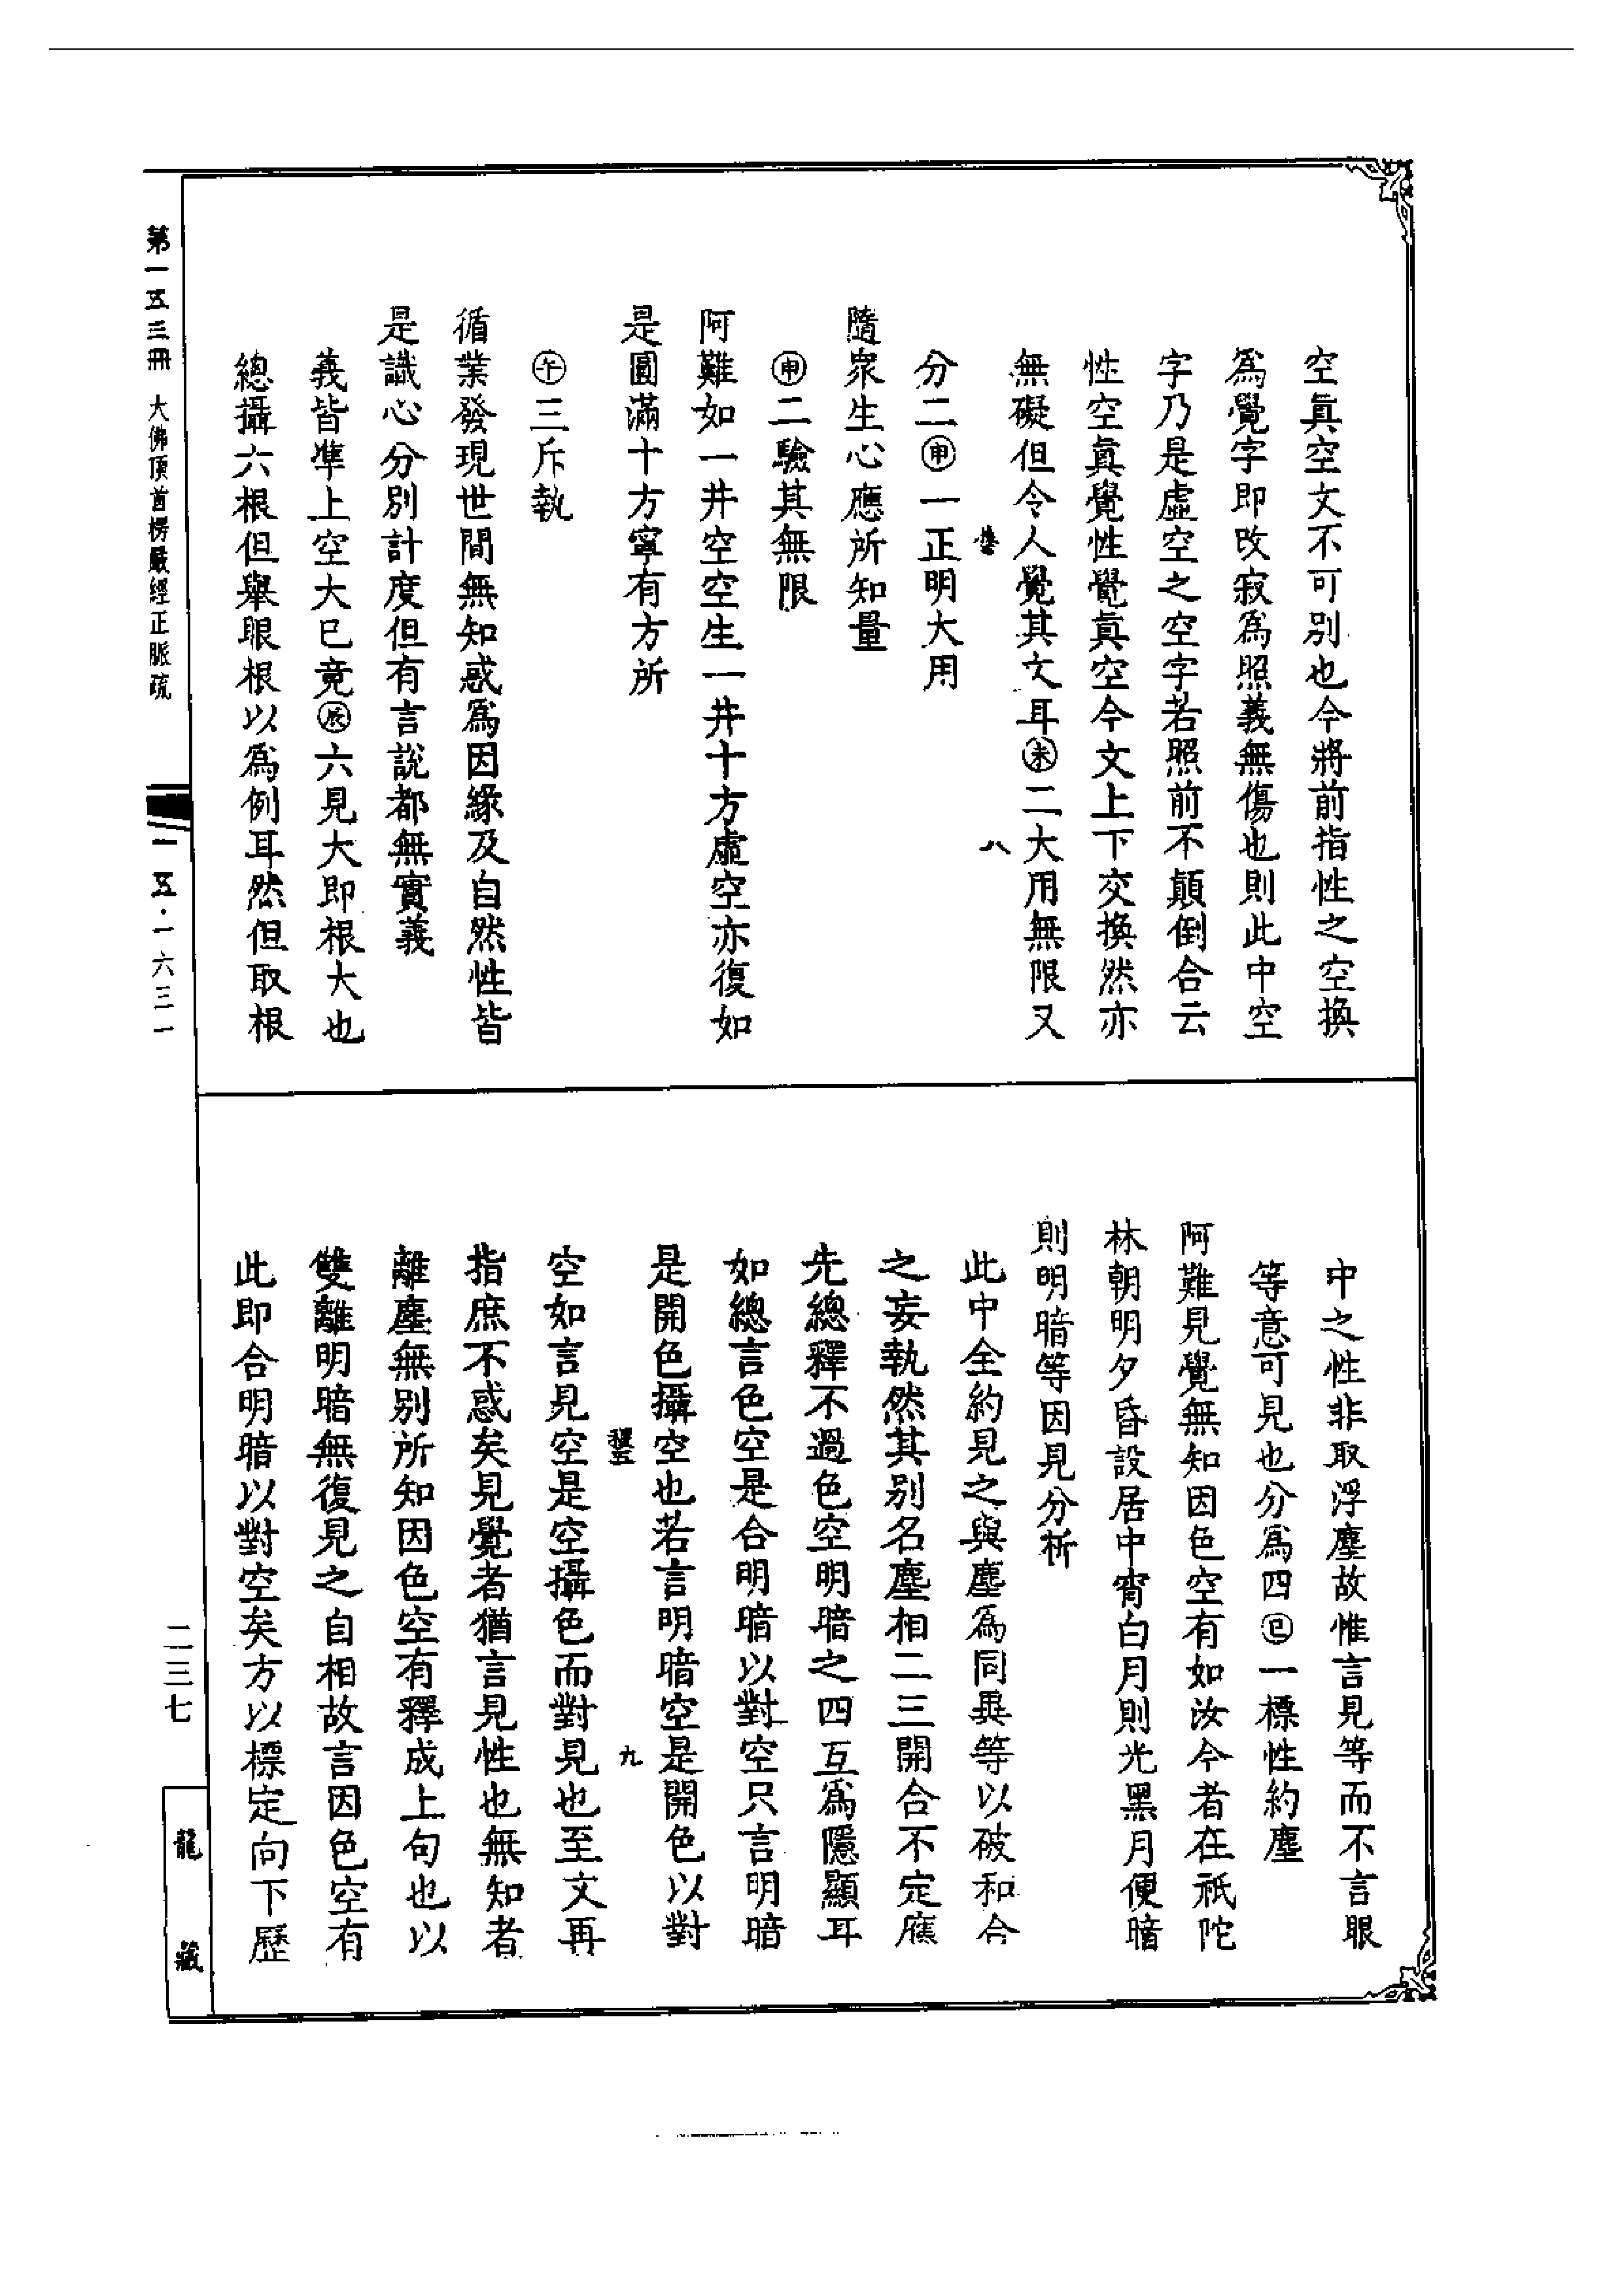 空眞空文不可別也今將前指性之空換
爲覺字即改寂爲照義無傷也則此中空
字乃是虛空之空字若照前不顛倒合云
性空眞覺性覺眞空今文上下交換然亦
無礙但令人覺其文耳㊌二大用無限又
八
分二㊥一正明大用
隨衆生心應所知量
㊥二驗其無限
阿難如一井空空生一井十方虛空亦復如
是圓滿十方寧有方所
㊤三斥執
循業發現世間無知惑爲因緣及自然性皆
是識心分別計度但有言說都無實義
義皆準上空大已竟㊍六見大即根大也
總攝六根但舉眼根以爲例耳然但取根
中之性非取浮塵故惟言見等而不言眼
等意可見也分爲四㊋一標性約塵
阿難見覺無知因色空有如汝今者在祇陀
林朝明夕昏設居中宵白月則光黑月便暗
則明暗等因見分析
此中全約見之與塵爲同異等以破和合
之妄執然其別名塵相二三開合不定應
先總釋不過色空明暗之四互爲隱顯耳
如總言色空是合明暗以對空只言明暗
是開色攝空也若言明暗空是開色以對
九
空如言見空是空攝色而對見也至文再
指庶不惑矣見覺者猶言見性也無知者
離塵無別所知因色空有釋成上句也以
雙離明暗無復見之自相故言因色空有
此即合明暗以對空矣方以標定向下歷
第一五三冊 大佛頂首楞嚴經正脈疏
一五·一六三一
二三七
龍藏